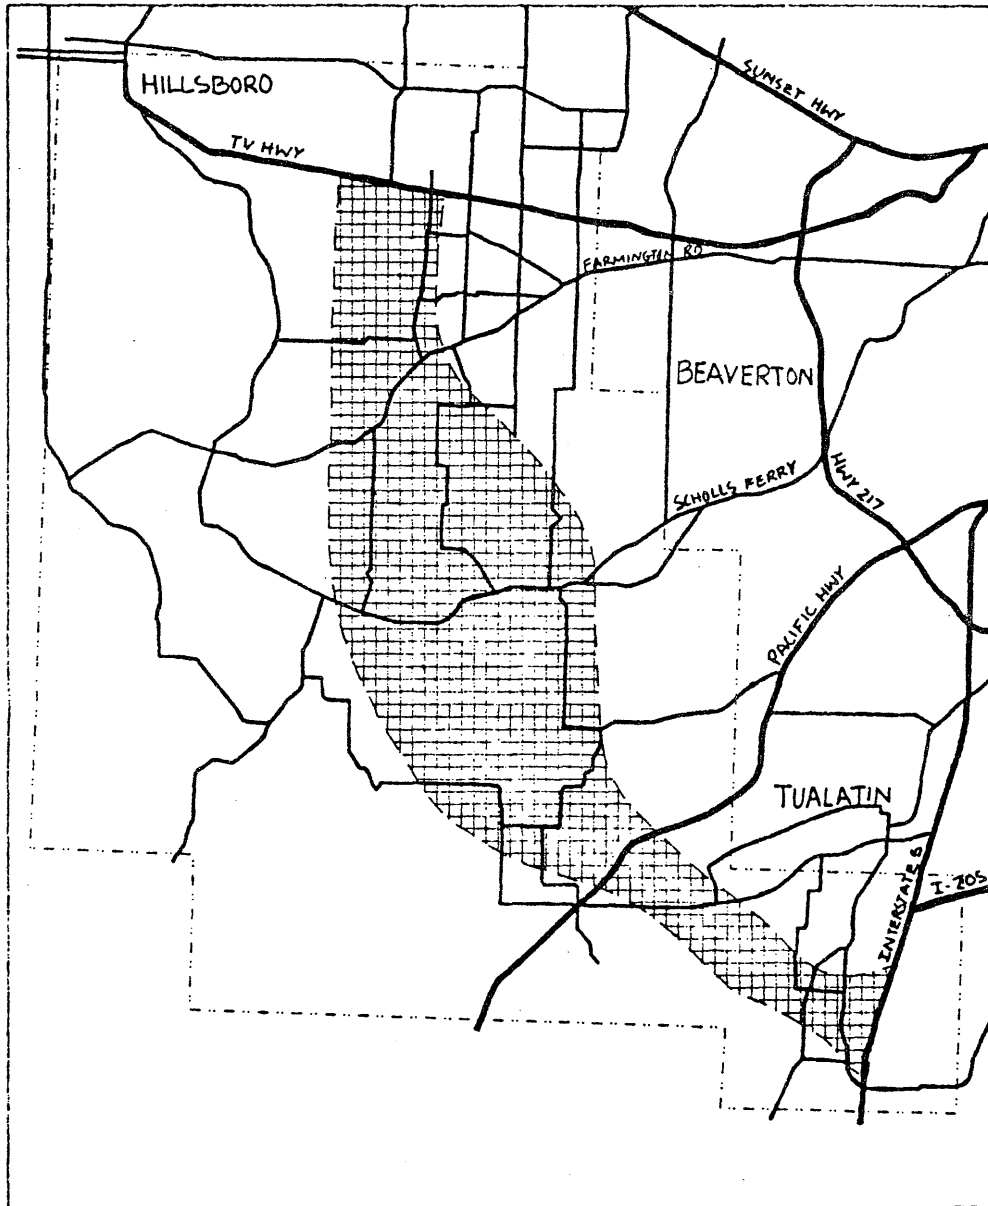 SUNSET HWY
HILLSBORO
TV HWY
FARMINGTON RD
BEAVERTON
HWY 217
SCHOLLS FERRY
PACIFIC HWY
TUALATIN
INTERSTATE 5
I-205